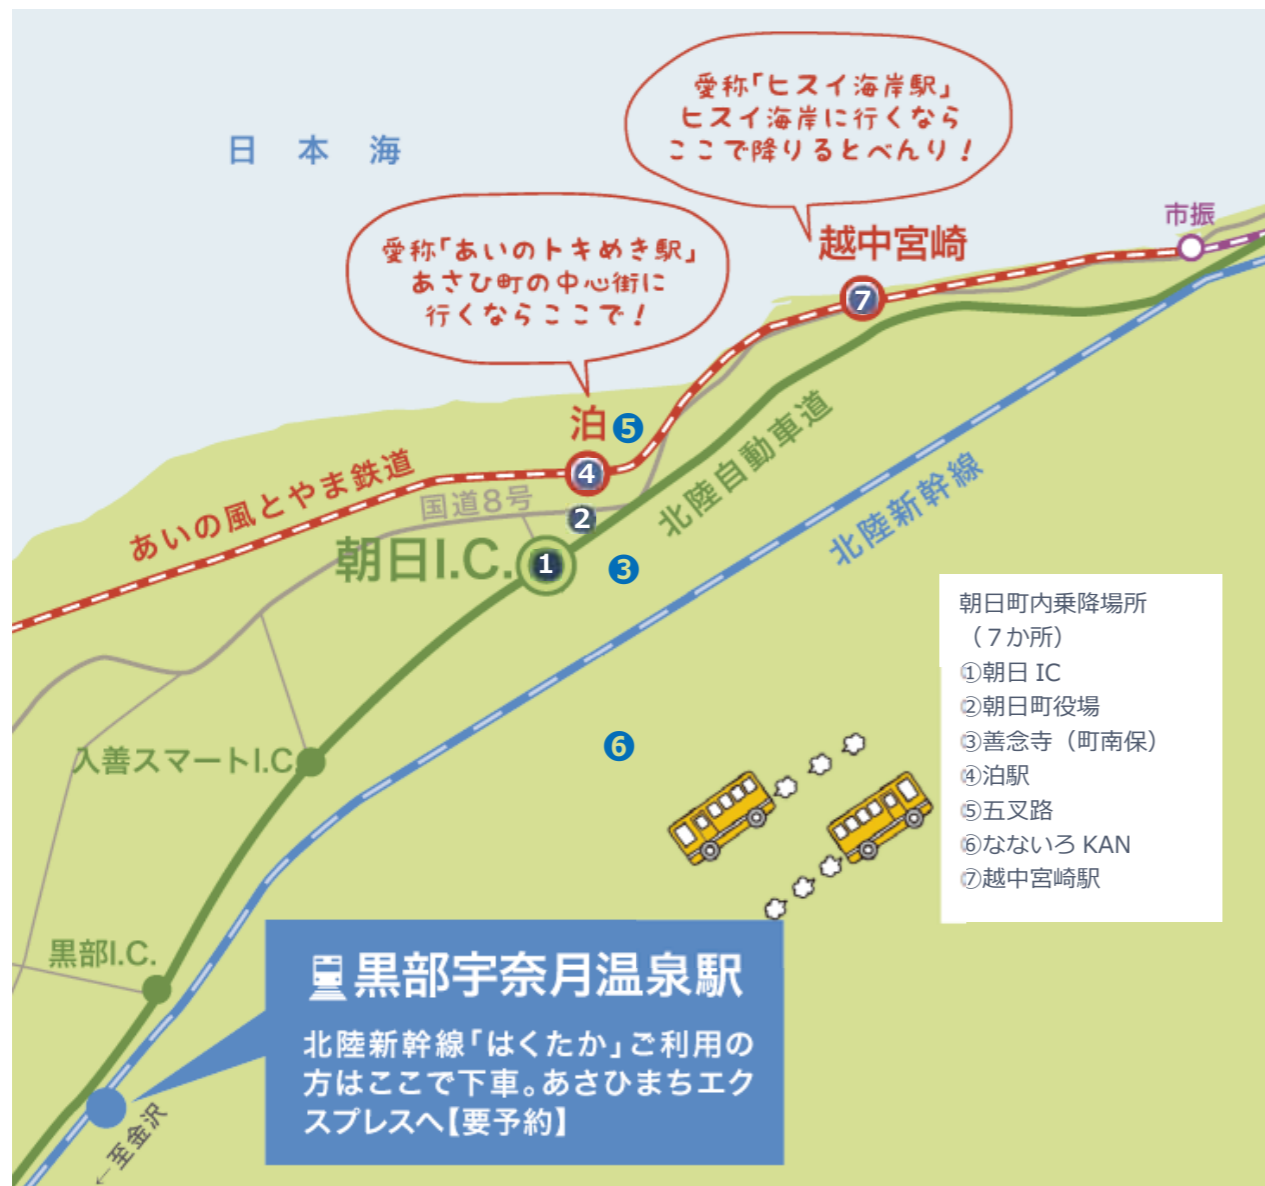 愛称「ヒスイ海岸駅」
ヒスイ海岸に行くなら
ここで降りるとべんり！
日本海
市振
越中宮崎
愛称「あいのトキめき駅」
あさひ町の中心街に
行くならここで！
7
泊
5
4
あいの風とやま鉄道
国道8号
2
北陸自動車道
北陸新幹線
朝日I.C.
1
3
朝日町内乗降場所
（７か所）
①朝日 IC
②朝日町役場
③善念寺（町南保）
④泊駅
⑤五叉路
⑥なないろ KAN
⑦越中宮崎駅
6
入善スマートI.C
黒部I.C.
黒部宇奈月温泉駅
北陸新幹線「はくたか」ご利用の
方はここで下車。あさひまちエク
スプレスへ【要予約】
←至金沢